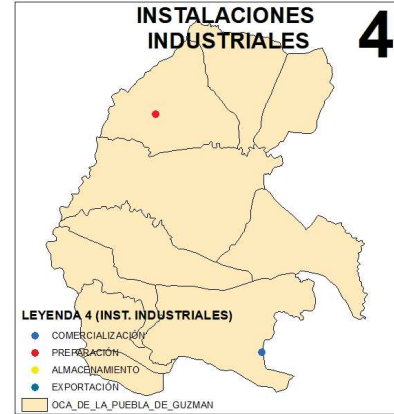 INSTALACIONES
INDUSTRIALES
4
LEYENDA 4 (INST. INDUSTRIALES)
COMERCIALIZACIÓN
PREPARACIÓN
ALMACENAMIENTO
EXPORTACIÓN
OCA_DE_LA_PUEBLA_DE_GUZMAN